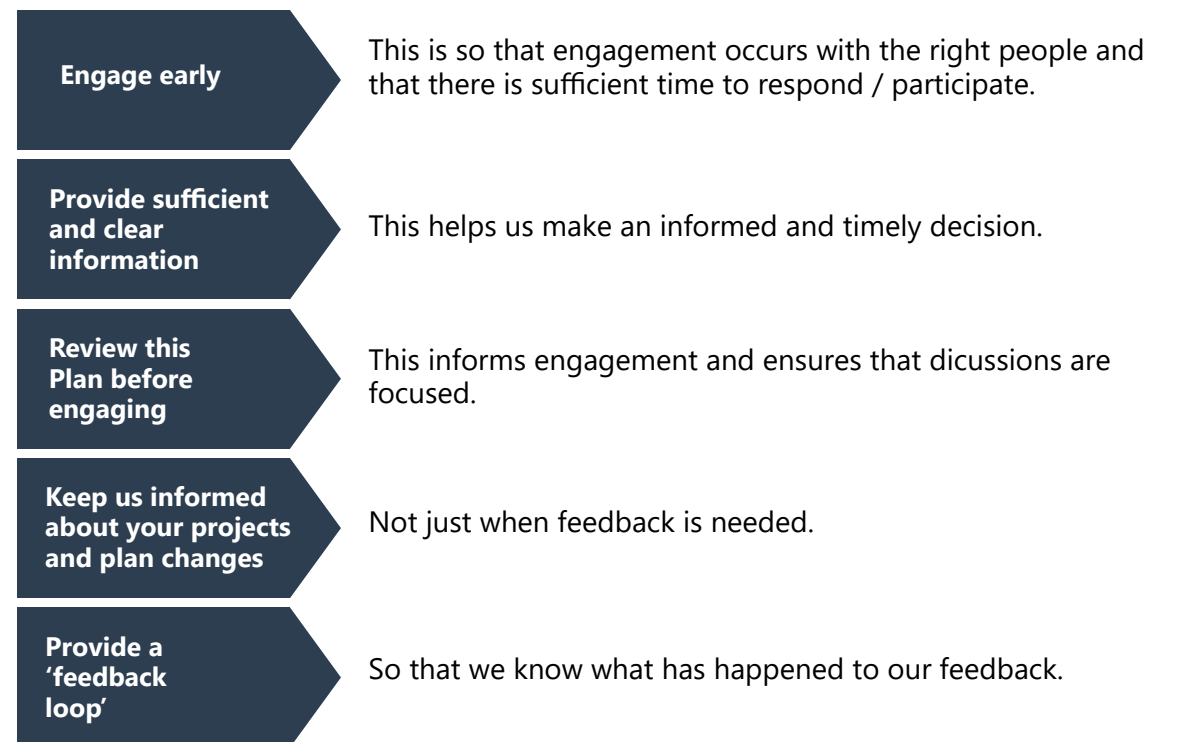 Engage early
This is so that engagement occurs with the right people and
that there is sufficient time to respond / participate.
Provide sufficient
and clear
information
This helps us make an informed and timely decision.
Review this
Plan before
engaging
This informs engagement and ensures that dicussions are
focused.
Keep us informed
about your projects
and plan changes
Not just when feedback is needed.
Provide a
‘feedback
loop’
So that we know what has happened to our feedback.